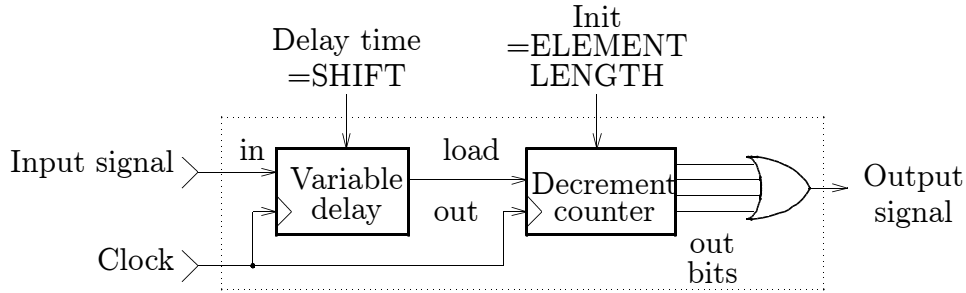 Delay time
=SHIFT
Init
=ELEMENT
LENGTH
Input signal
in
Variable
delay
load
out
Decrement
counter
out
bits
Output
signal
Clock